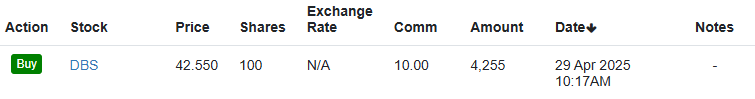 Action Stock Price Shares Exchange Rate Comm Amount Date Notes
Buy DBS 42.550 100 N/A 10.00 4,255 29 Apr 2025 10:17AM -